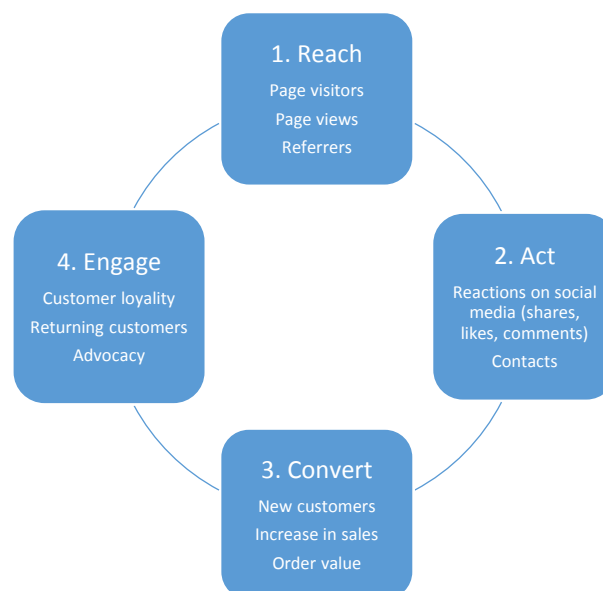 1. Reach
Page visitors
Page views
Referrers
2. Act
Reactions on social
media (shares,
likes, comments)
Contacts
3. Convert
New customers
Increase in sales
Order value
4. Engage
Customer loyality
Returning customers
Advocacy